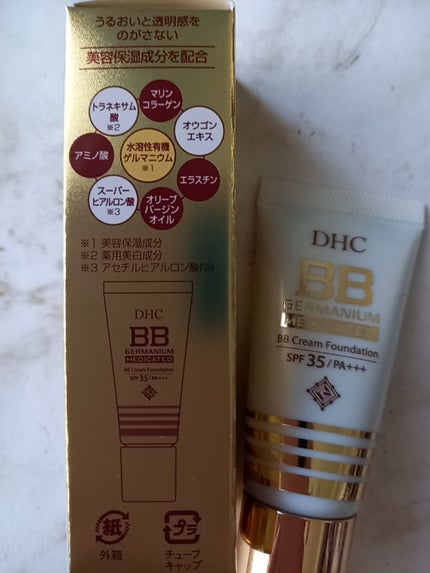 うるおいと透明感を
のがさない
美容保湿成分を配合
マリン
コラーゲン
トラネキサム
酸
※2
オウゴン
エキス
アミノ酸
水溶性有機
ゲルマニウム
※1
エラスチン
スーパー
ヒアルロン酸
※3
オリーブ
バージン
オイル
※1 美容保湿成分
※2 薬用美白成分
※3 アセチルヒアルロン酸Na
DHC
BB
GERMANIUM
MEDICATED
BB Cream Foundation
SPF 35/PA+++
紙
外箱
プラ
チューブ
キャップ
DHC
BB
GERMANIUM
MEDICATED
BB Cream Foundation
SPF 35/PA+++